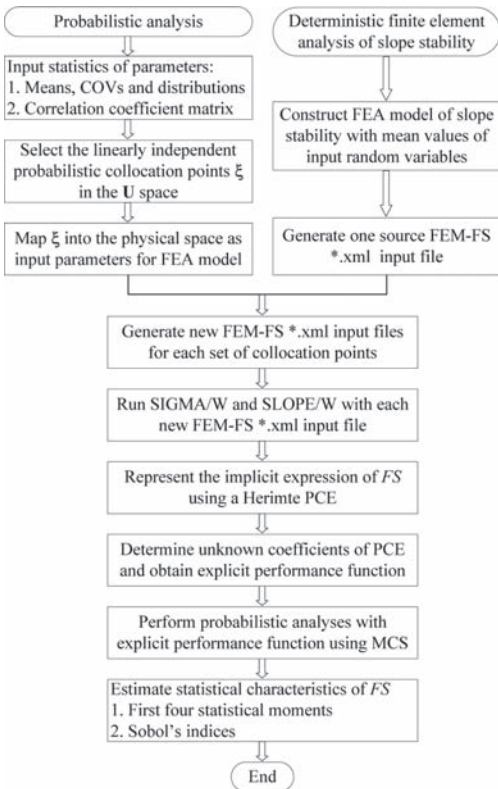 Probabilistic analysis
Input statistics of parameters:
1. Means, COVs and distributions
2. Correlation coefficient matrix
Select the linearly independent
probabilistic collocation points ξ
in the U space
Map ξ into the physical space as
input parameters for FEA model
Deterministic finite element
analysis of slope stability
Construct FEA model of slope
stability with mean values of
input random variables
Generate one source FEM-FS
*.xml input file
Generate new FEM-FS *.xml input files
for each set of collocation points
Run SIGMA/W and SLOPE/W with each
new FEM-FS *.xml input file
Represent the implicit expression of FS
using a Herimte PCE
Determine unknown coefficients of PCE
and obtain explicit performance function
Perform probabilistic analyses with
explicit performance function using MCS
Estimate statistical characteristics of FS
1. First four statistical moments
2. Sobol's indices
End